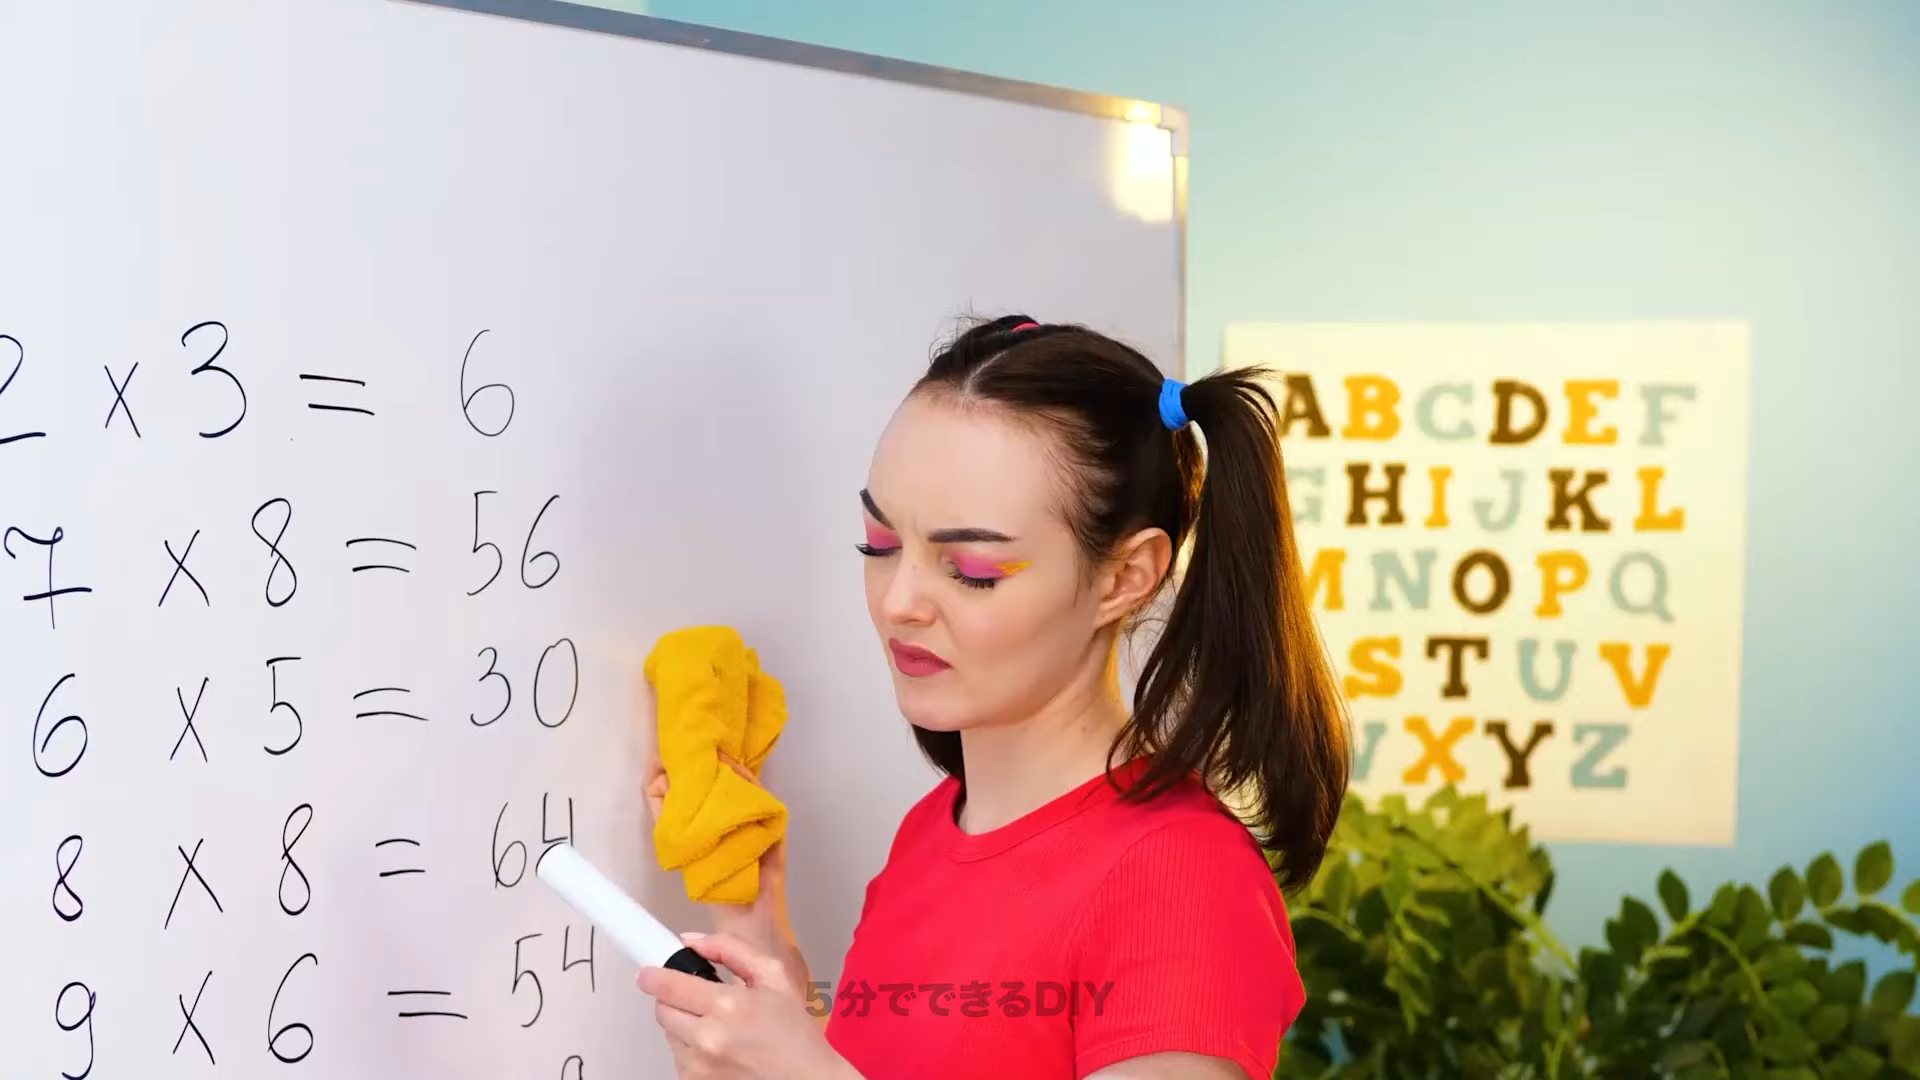 2 x 3 = 6
7 x 8 = 56
6 x 5 = 30
8 x 8 = 64
9 x 6 = 54
ABCDEF
GHIJKL
MNOPQ
STUV
WXYZ
5分でできるDIY